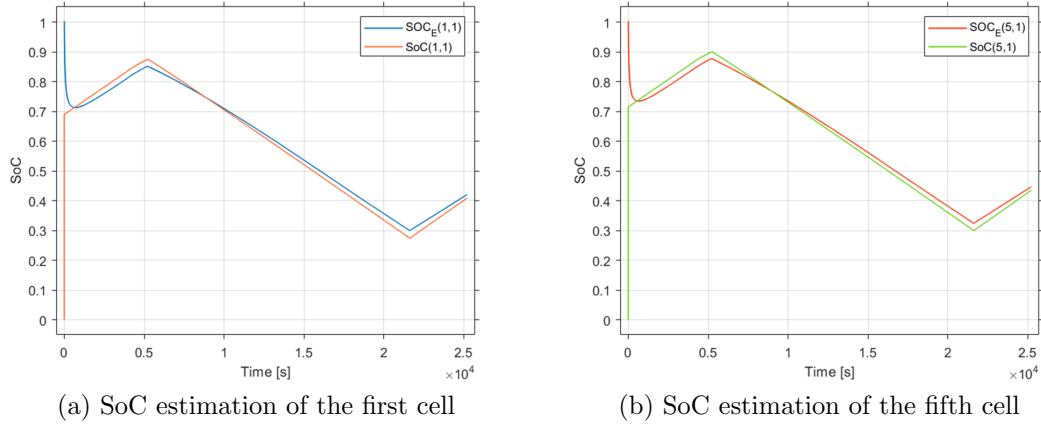 SOC_E(1,1)
SoC(1,1)
1
0.9
0.8
0.7
0.6
0.5
0.4
0.3
0.2
0.1
0
SoC
0 0.5 1 1.5 2 2.5
Time [s]
×10^4
(a) SoC estimation of the first cell
SOC_E(5,1)
SoC(5,1)
1
0.9
0.8
0.7
0.6
0.5
0.4
0.3
0.2
0.1
0
SoC
0 0.5 1 1.5 2 2.5
Time [s]
×10^4
(b) SoC estimation of the fifth cell